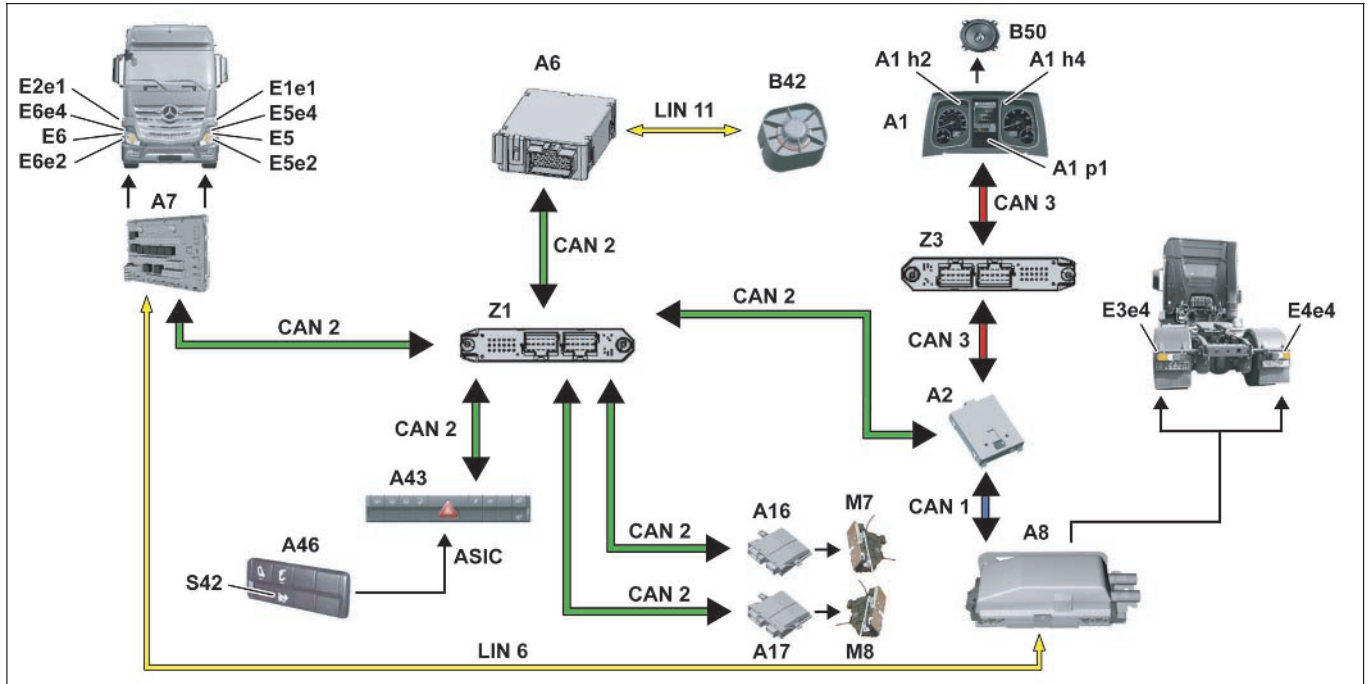 B50
A1 h2
A1 h4
A6
B42
E2e1
E1e1
LIN 11
E6e4
E5e4
A1
E6
E5
E6e2
E5e2
A1 p1
A7
CAN 3
CAN 2
Z3
Z1
CAN 2
CAN 2
E3e4
E4e4
CAN 3
A2
CAN 2
A43
A16
M7
CAN 1
A8
CAN 2
A46
ASIC
S42
CAN 2
A17
M8
LIN 6